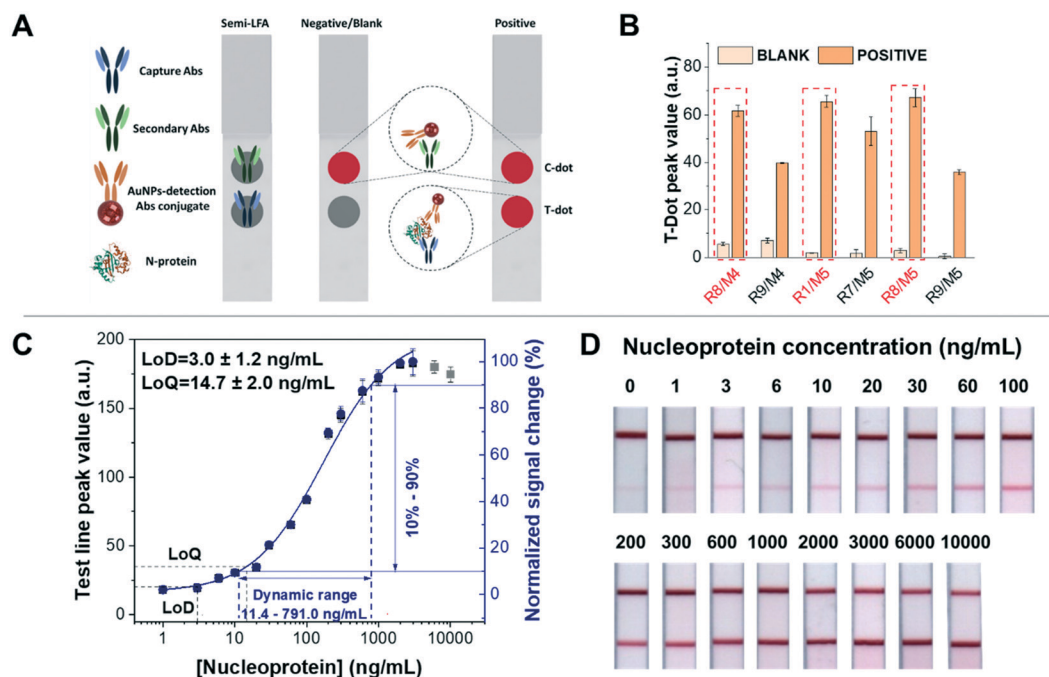 A
Semi-LFA Negative/Blank Positive
Capture Abs
Secondary Abs
AuNPs-detection
Abs conjugate
N-protein
C-dot
T-dot
B
BLANK POSITIVE
T-Dot peak value (a.u.)
80
60
40
20
0
R8/M4 R9/M4 R1/M5 R7/M5 R8/M5 R9/M5
C
LoD=3.0 ± 1.2 ng/mL
LoQ=14.7 ± 2.0 ng/mL
Test line peak value (a.u.)
200
175
150
125
100
75
50
25
0
LoQ
LoD
10% - 90%
Dynamic range
11.4 - 791.0 ng/mL
1 10 100 1000 10000
[Nucleoprotein] (ng/mL)
100
80
60
40
20
0
Normalized signal change (%)
D
Nucleoprotein concentration (ng/mL)
0 1 3 6 10 20 30 60 100
200 300 600 1000 2000 3000 6000 10000